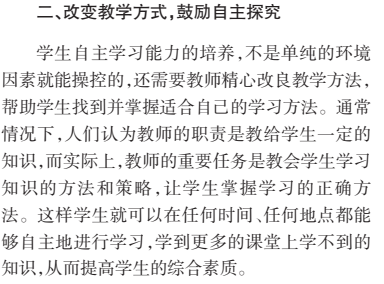 二、改变教学方式,鼓励自主探究
学生自主学习能力的培养,不是单纯的环境
因素就能操控的,还需要教师精心改良教学方法,
帮助学生找到并掌握适合自己的学习方法。通常
情况下,人们认为教师的职责是教给学生一定的
知识,而实际上,教师的重要任务是教会学生学习
知识的方法和策略,让学生掌握学习的正确方
法。这样学生就可以在任何时间、任何地点都能
够自主地进行学习,学到更多的课堂上学不到的
知识,从而提高学生的综合素质。